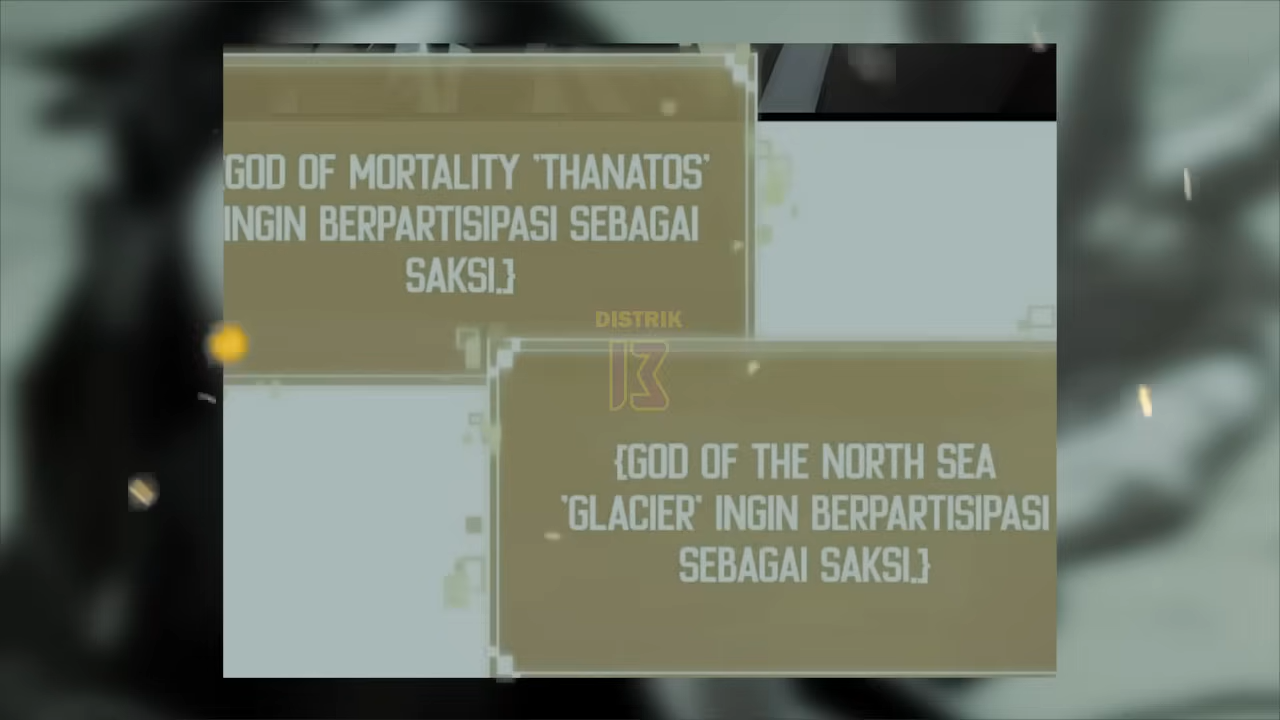 {GOD OF MORTALITY 'THANATOS'
INGIN BERPARTISIPASI SEBAGAI
SAKSI.}
DISTRIK
13
{GOD OF THE NORTH SEA
'GLACIER' INGIN BERPARTISIPASI
SEBAGAI SAKSI.}